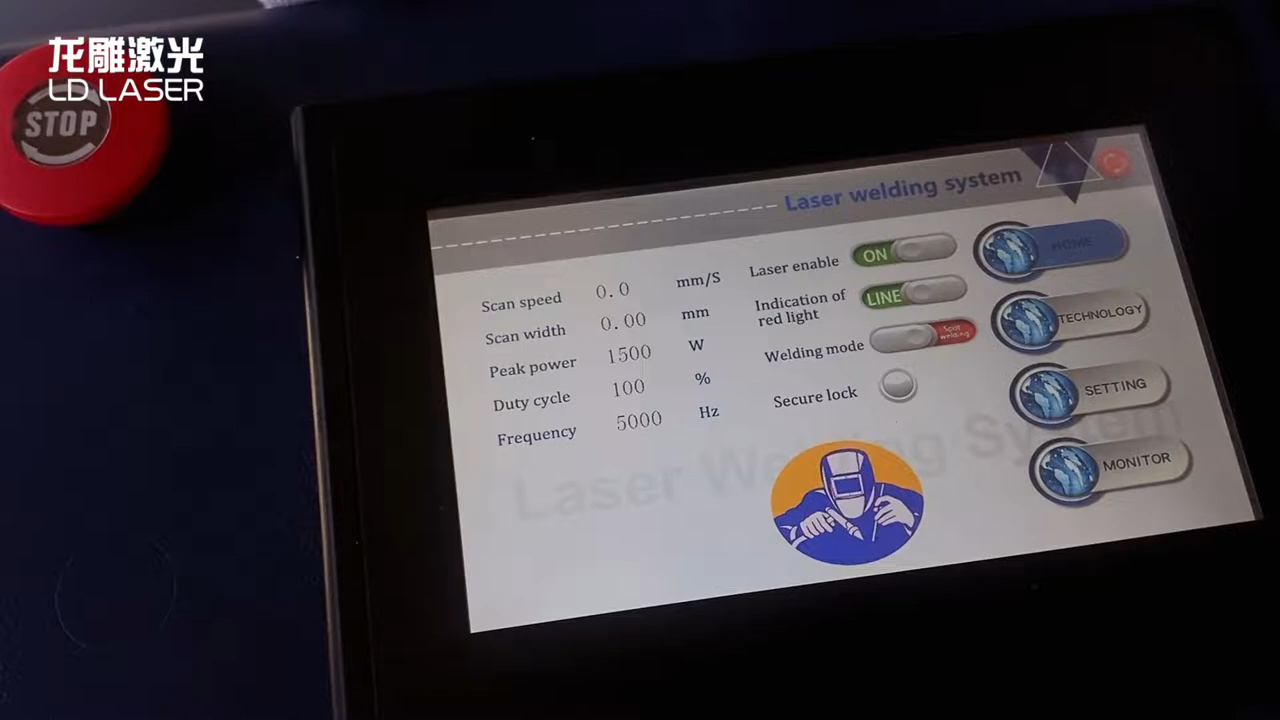 龙雕激光
LD LASER
STOP
Laser welding system
Scan speed 0.0 mm/S
Scan width 0.00 mm
Peak power 1500 W
Duty cycle 100 %
Frequency 5000 Hz
Laser enable ON
Indication of
red light LINE
Welding mode Spot
welding
Secure lock
HOME
TECHNOLOGY
SETTING
MONITOR
Laser Welding System